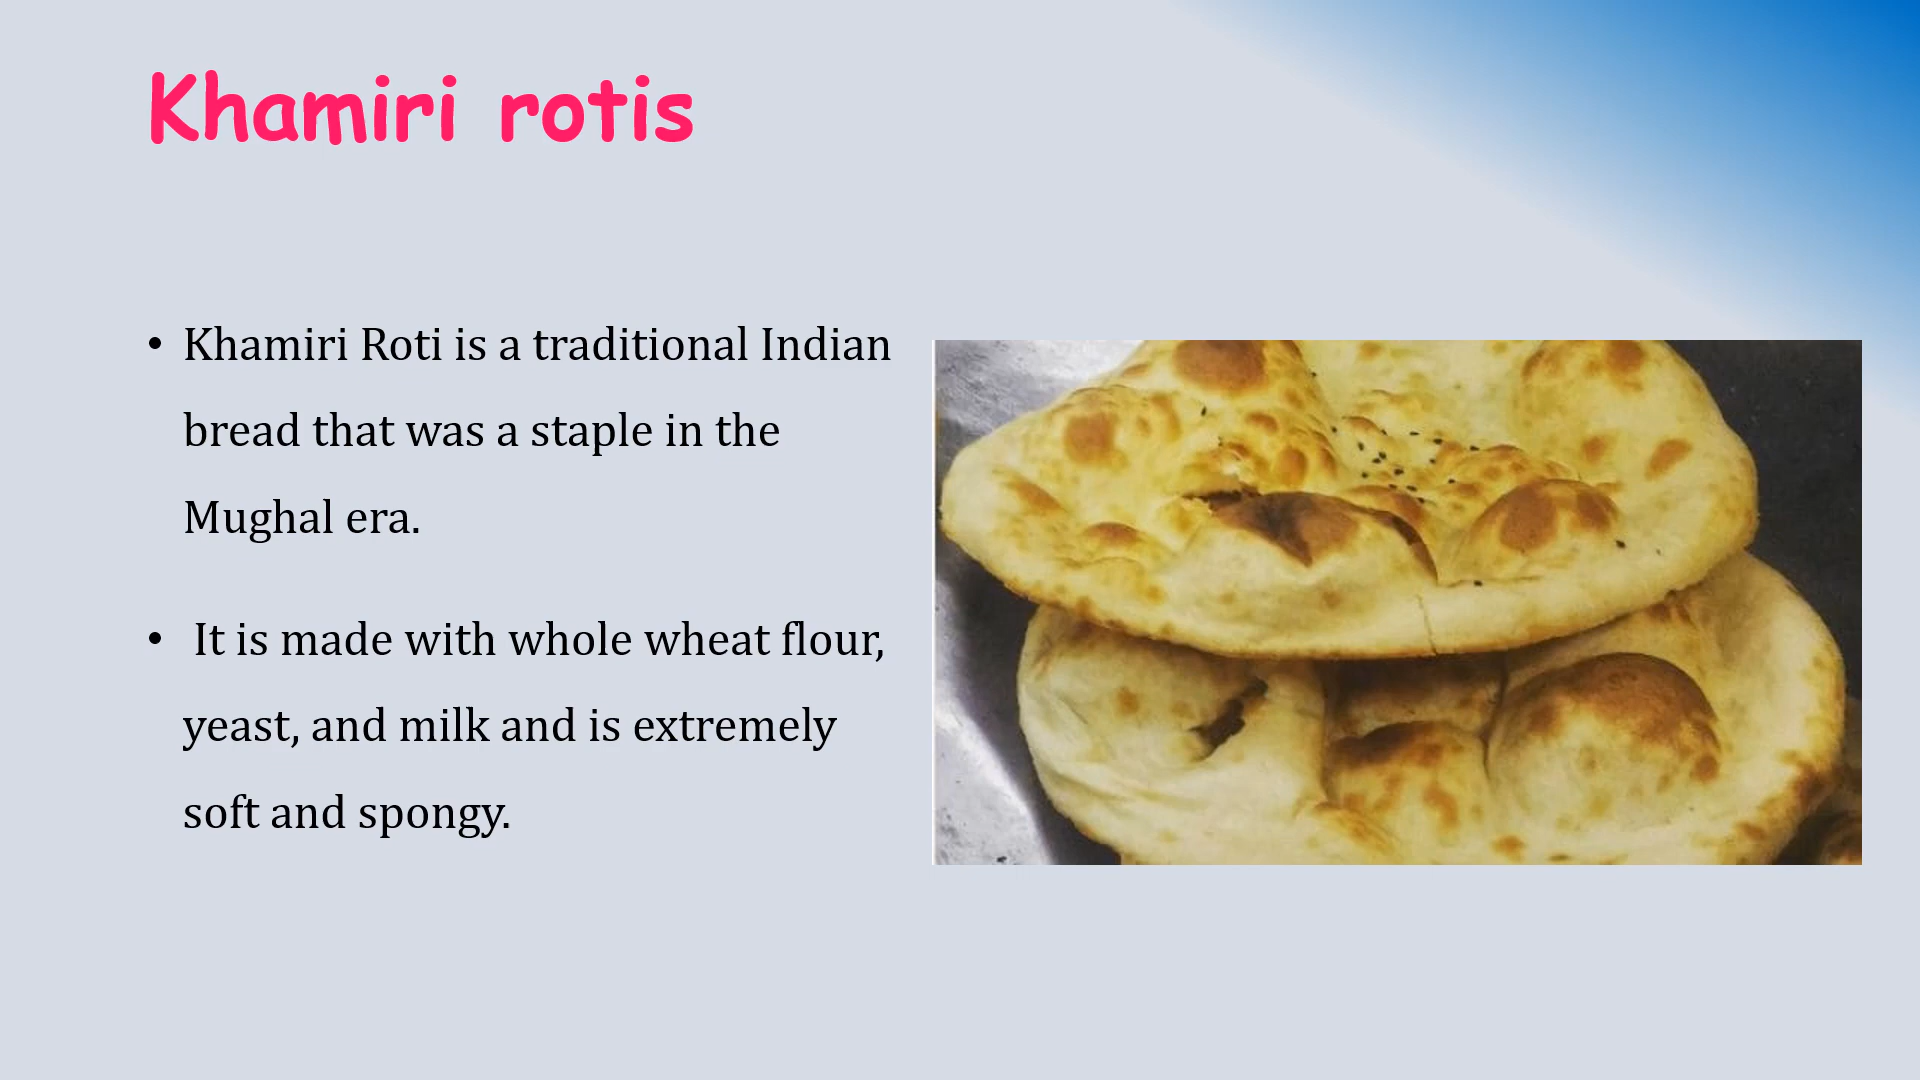 Khamiri rotis
• Khamiri Roti is a traditional Indian
bread that was a staple in the
Mughal era.
• It is made with whole wheat flour,
yeast, and milk and is extremely
soft and spongy.